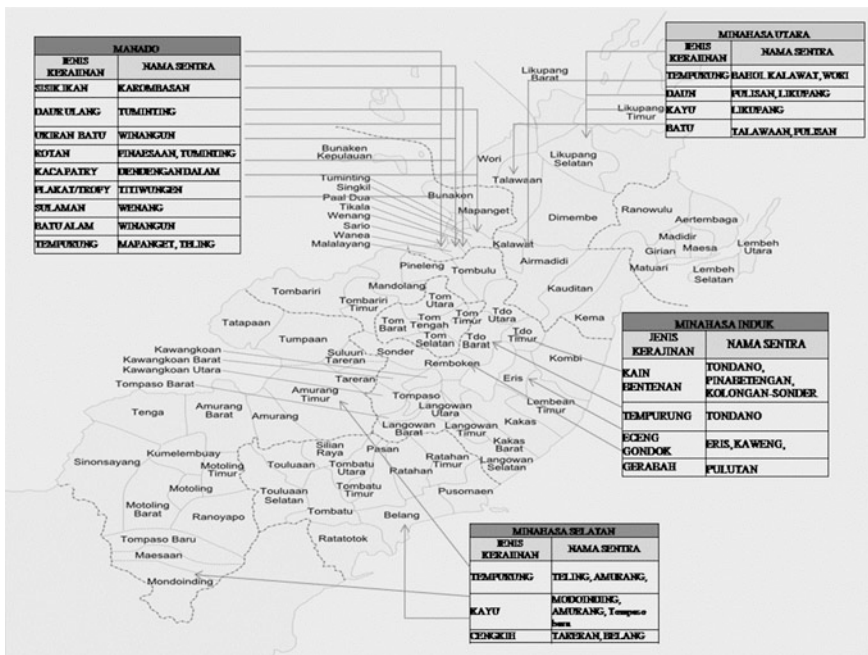 MANADO
JENIS KERAJINAN NAMA SENTRA
SISIK IKAN KAROMBASAN
DAUR ULANG TUMINTING
UKIRAN BATU WINANGUN
ROTAN PINAESAAN, TUMINTING
KACA PATRY DENDENGAN DALAM
PLAKAT/TROPY TITIWUNGEN
SULAMAN WENANG
BATU ALAM WINANGUN
TEMPURUNG MAPANGET, TELING
MINAHASA UTARA
JENIS KERAJINAN NAMA SENTRA
TEMPURUNG BAHOI, KALAWAT, WORI
DAUN PULISAN, LIKUPANG
KAYU LIKUPANG
BATU TALAWAAN, PULISAN
Likupang Barat
Likupang Timur
Bunaken Kepulauan
Wori
Likupang Selatan
Talawaan
Tuminting
Singkil
Paal Dua
Tikala
Wenang
Sario
Wanea
Malalayang
Bunaken
Mapanget
Dimembe
Ranowulu
Aertembaga
Madidir
Girian
Maesa
Lembeh Utara
Matuari
Lembeh Selatan
Kalawat
Airmadidi
Pineleng
Tombulu
Kauditan
Mandolang
Tombariri
Tombariri Timur
Tom Utara
Tom Barat
Tom Tengah
Tom Timur
Tdo Utara
Kema
Tatapaan
Tumpaan
Tom Selatan
Tdo Barat
Tdo Timur
Kawangkoan
Kawangkoan Barat
Kawangkoan Utara
Tompaso Barat
Suluun Tareran
Sonder
Remboken
Kombi
Tareran
Eris
Amurang Timur
Tompaso
Langowan Utara
Lembean Timur
Tenga
Amurang Barat
Amurang
Langowan Barat
Langowan Timur
Kakas
Kakas Barat
Sinonsayang
Kumelembuay
Motoling Timur
Silian Raya
Pasan
Touluaan
Tombatu Utara
Ratahan
Ratahan Timur
Langowan Selatan
Motoling
Touluaan Selatan
Tombatu Timur
Pusomaen
Motoling Barat
Ranoyapo
Tombatu
Belang
Tompaso Baru
Maesaan
Ratatotok
Mondoinding
MINAHASA INDUK
JENIS KERAJINAN NAMA SENTRA
KAIN BENTENAN TONDANO, PINABETENGAN, KOLONGAN-SONDER
TEMPURUNG TONDANO
ECENG GONDOK ERIS, KAWENG,
GERABAH PULUTAN
MINAHASA SELATAN
JENIS KERAJINAN NAMA SENTRA
TEMPURUNG TELING, AMURANG,
KAYU MODOINDING, AMURANG, Tompaso baru
CENGKIH TARERAN, BELANG